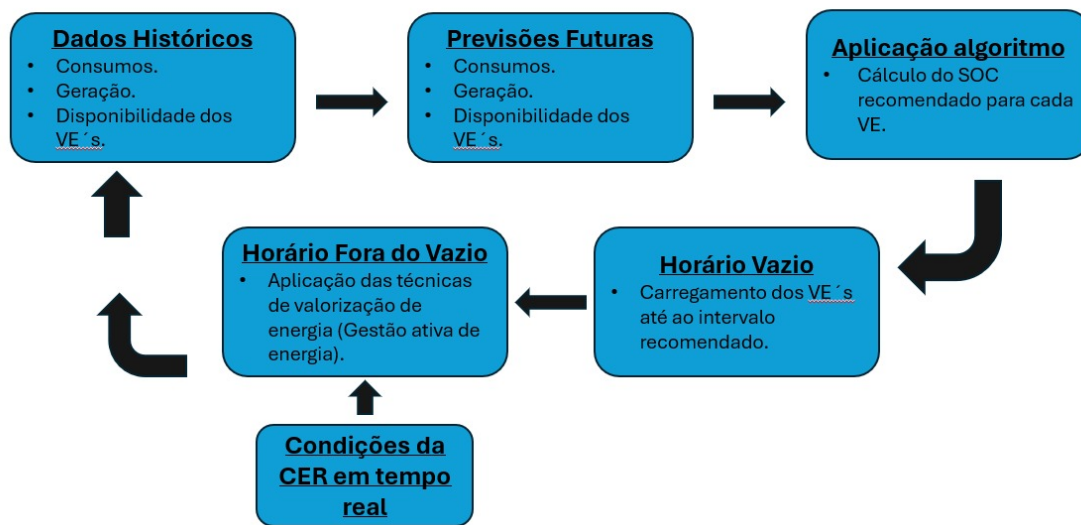 Dados Históricos
• Consumos.
• Geração.
• Disponibilidade dos
VE´s.
Previsões Futuras
• Consumos.
• Geração.
• Disponibilidade dos
VE´s.
Aplicação algoritmo
• Cálculo do SOC
recomendado para cada
VE.
Horário Fora do Vazio
• Aplicação das técnicas
de valorização de
energia (Gestão ativa de
energia).
Horário Vazio
• Carregamento dos VE´s
até ao intervalo
recomendado.
Condições da
CER em tempo
real